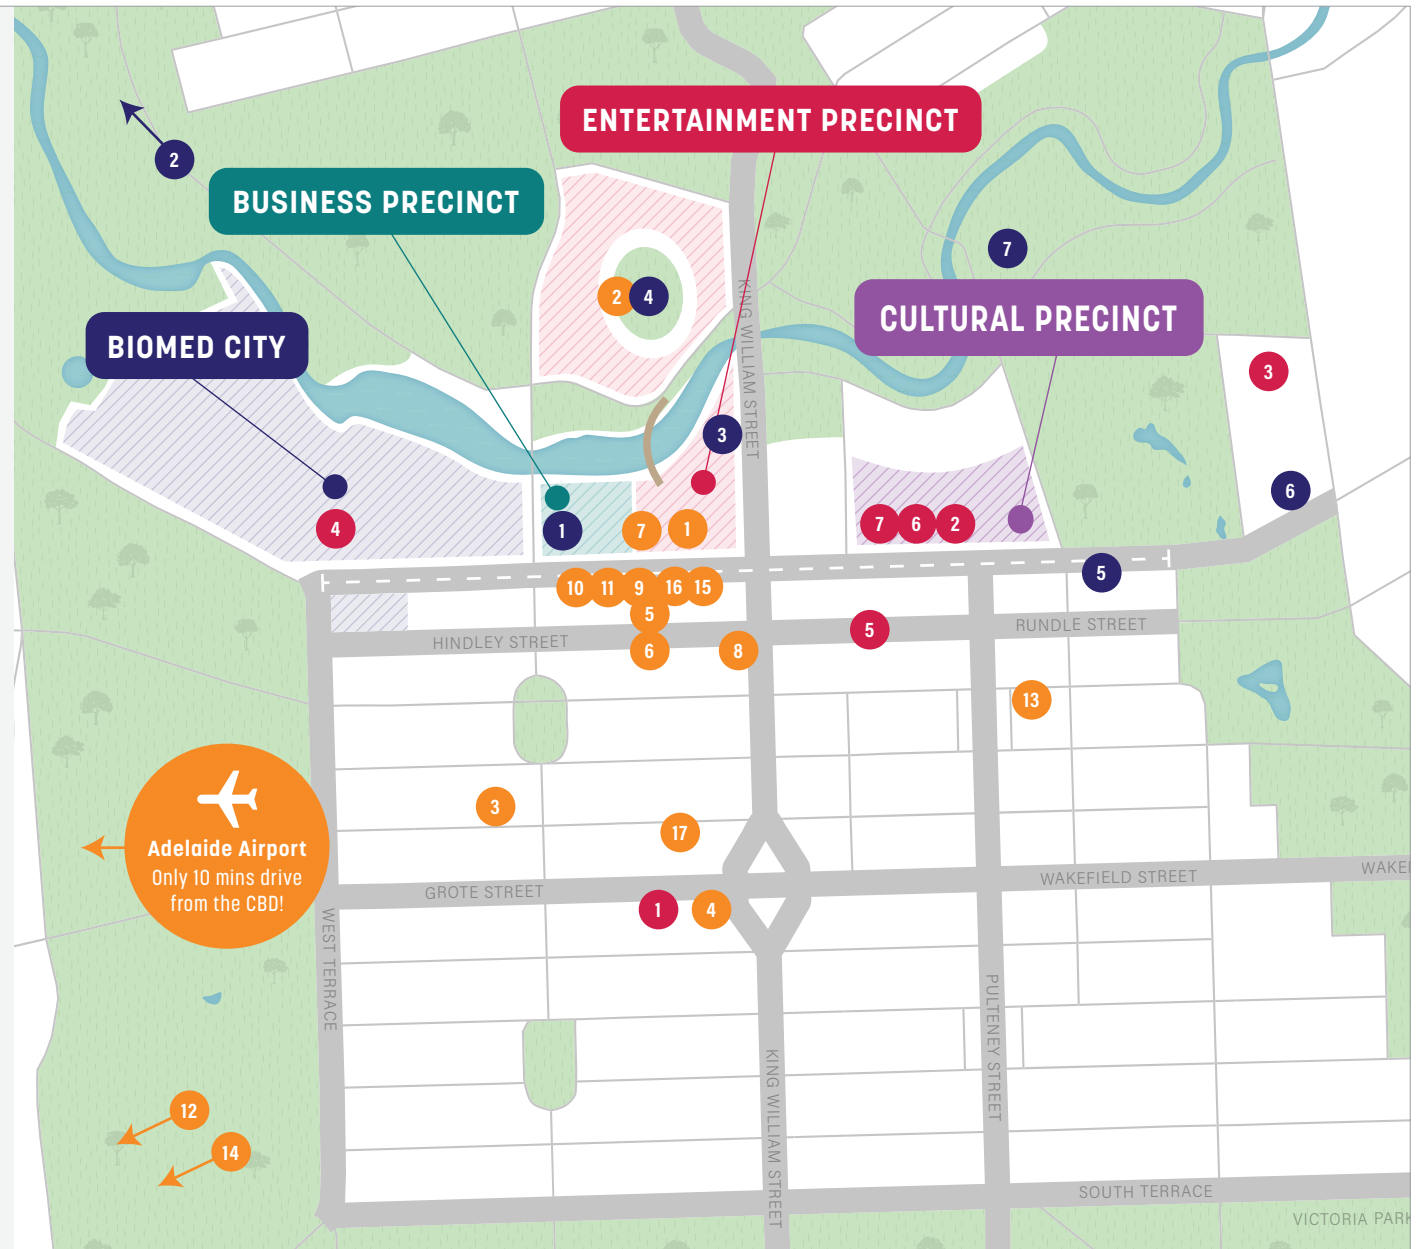 ENTERTAINMENT PRECINCT
2
BUSINESS PRECINCT
7
2
4
KING WILLIAM STREET
CULTURAL PRECINCT
BIOMED CITY
3
3
4
1
7
1
7
6
2
6
5
10
11
9
16
15
5
HINDLEY STREET
6
8
5
RUNDLE STREET
13
3
17
Adelaide Airport
Only 10 mins drive
from the CBD!
GROTE STREET
WAKEFIELD STREET
WAKEF
1
4
WEST TERRACE
PULTENEY STREET
KING WILLIAM STREET
12
14
SOUTH TERRACE
VICTORIA PARK